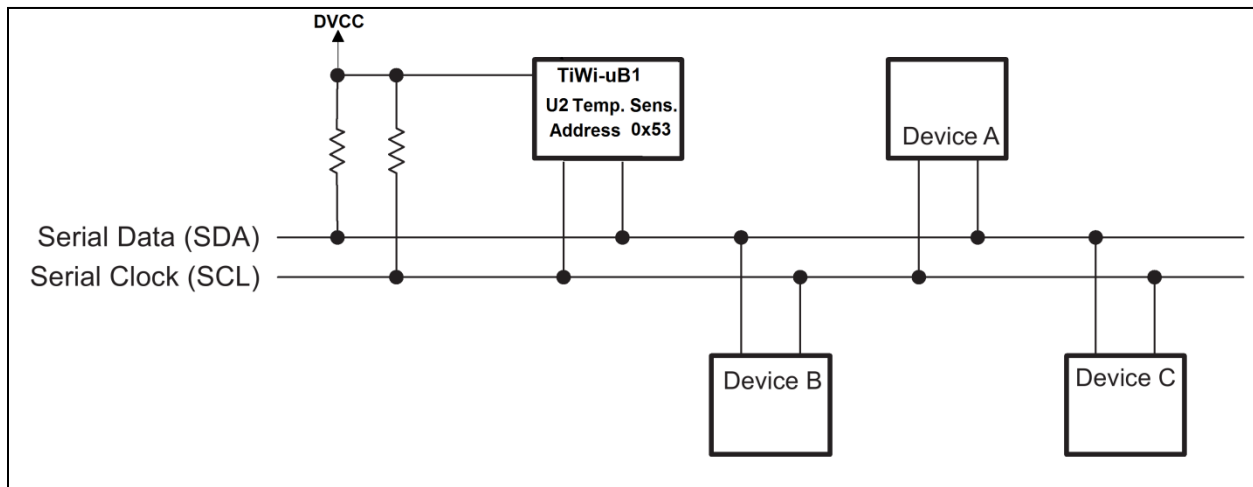 DVCC
TiWi-uB1
U2 Temp. Sens.
Address 0x53
Device A
Serial Data (SDA)
Serial Clock (SCL)
Device B
Device C